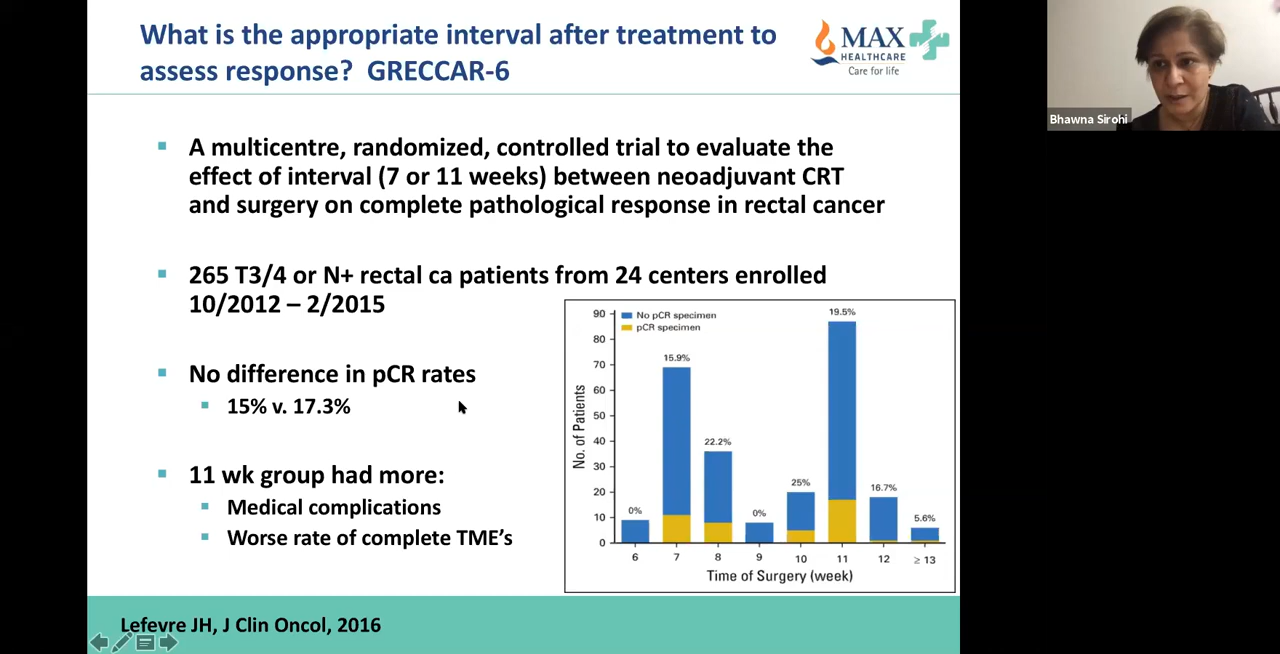 What is the appropriate interval after treatment to
assess response? GRECCAR-6
MAX
HEALTHCARE
Care for life
Bhawna Sirohi
A multicentre, randomized, controlled trial to evaluate the
effect of interval (7 or 11 weeks) between neoadjuvant CRT
and surgery on complete pathological response in rectal cancer
265 T3/4 or N+ rectal ca patients from 24 centers enrolled
10/2012 – 2/2015
No difference in pCR rates
15% v. 17.3%
11 wk group had more:
Medical complications
Worse rate of complete TME's
No pCR specimen
pCR specimen
No. of Patients
90
80
70
60
50
40
30
20
10
0
0%
15.9%
22.2%
0%
25%
19.5%
16.7%
5.6%
6 7 8 9 10 11 12 ≥ 13
Time of Surgery (week)
Lefevre JH, J Clin Oncol, 2016